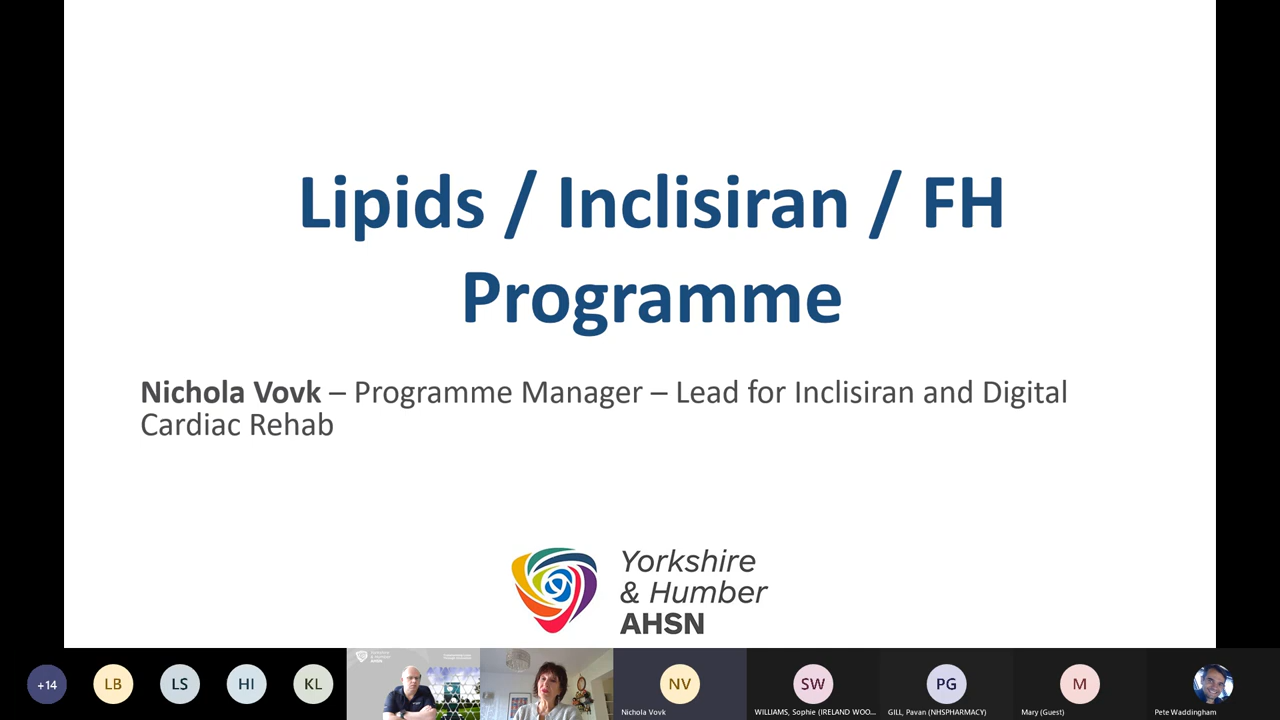 Lipids / Inclisiran / FH
Programme
Nichola Vovk – Programme Manager – Lead for Inclisiran and Digital
Cardiac Rehab
Yorkshire
& Humber
AHSN
+14
LB
LS
HI
KL
NV
SW
PG
M
Nichola Vovk
WILLIAMS, Sophie (IRELAND WOO...
GILL, Pavan (NHSPHARMACY)
Mary (Guest)
Pete Waddingham